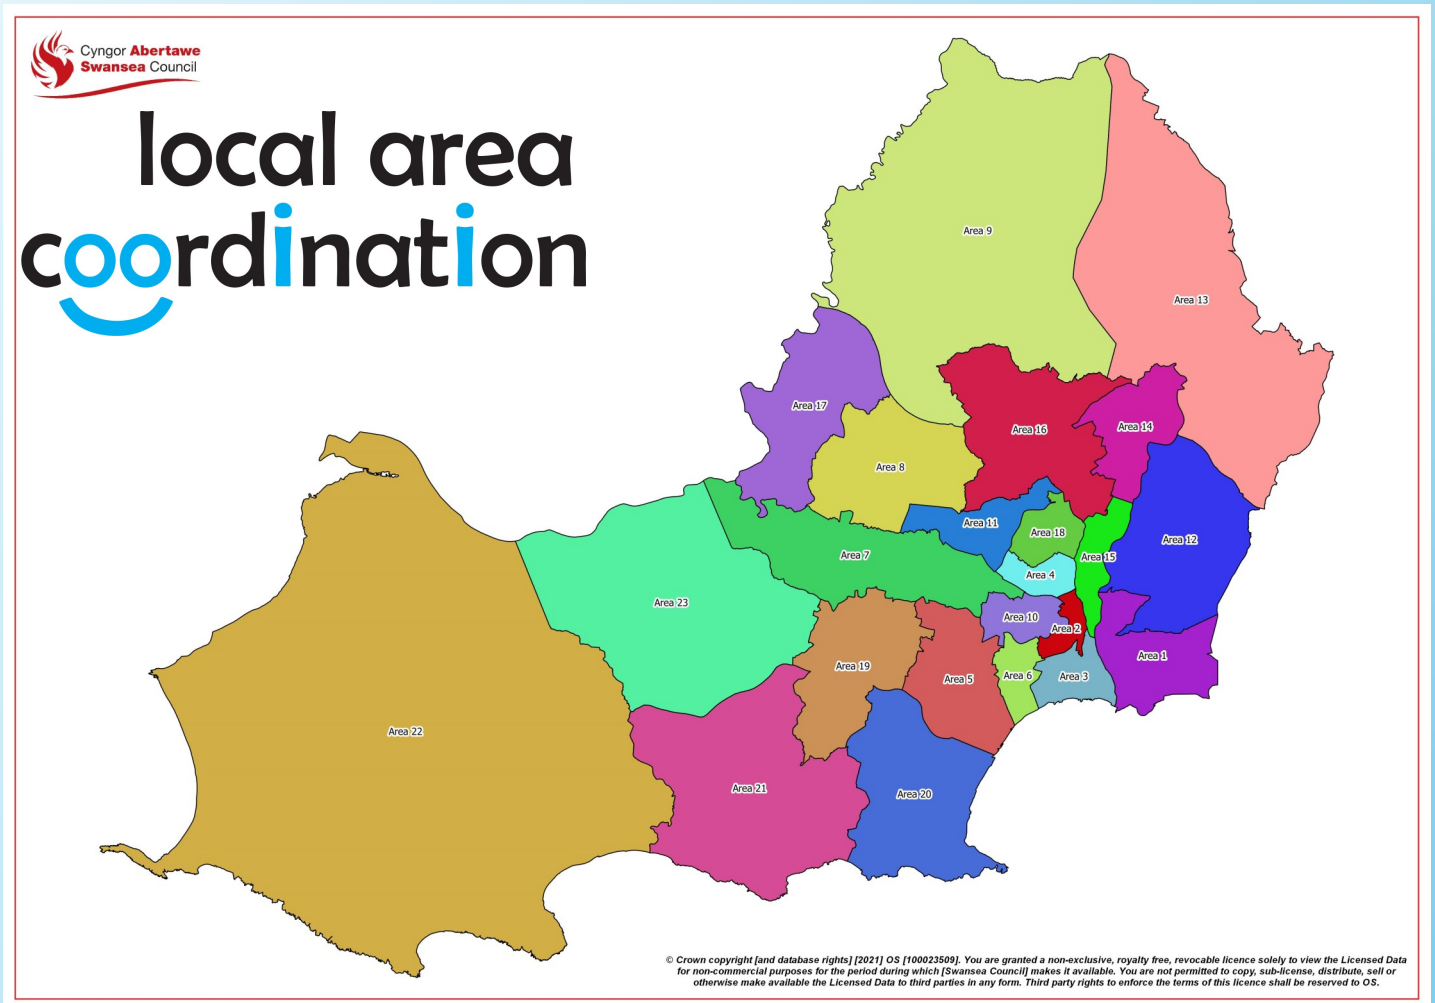 Cyngor Abertawe
Swansea Council
local area
coordination
Area 9
Area 13
Area 17
Area 14
Area 16
Area 8
Area 11
Area 18
Area 12
Area 7
Area 15
Area 4
Area 23
Area 10
Area 2
Area 1
Area 19
Area 5
Area 6
Area 3
Area 22
Area 21
Area 20
© Crown copyright [and database rights] [2021] OS [100023509]. You are granted a non-exclusive, royalty free, revocable licence solely to view the Licensed Data
for non-commercial purposes for the period during which [Swansea Council] makes it available. You are not permitted to copy, sub-license, distribute, sell or
otherwise make available the Licensed Data to third parties in any form. Third party rights to enforce the terms of this licence shall be reserved to OS.